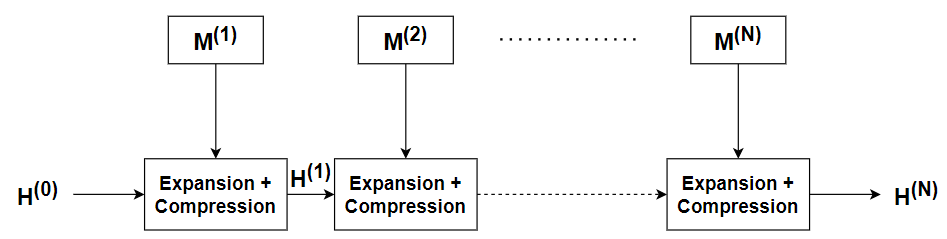 M(1)
M(2)
M(N)
H(0)
Expansion +
Compression
H(1)
Expansion +
Compression
Expansion +
Compression
H(N)